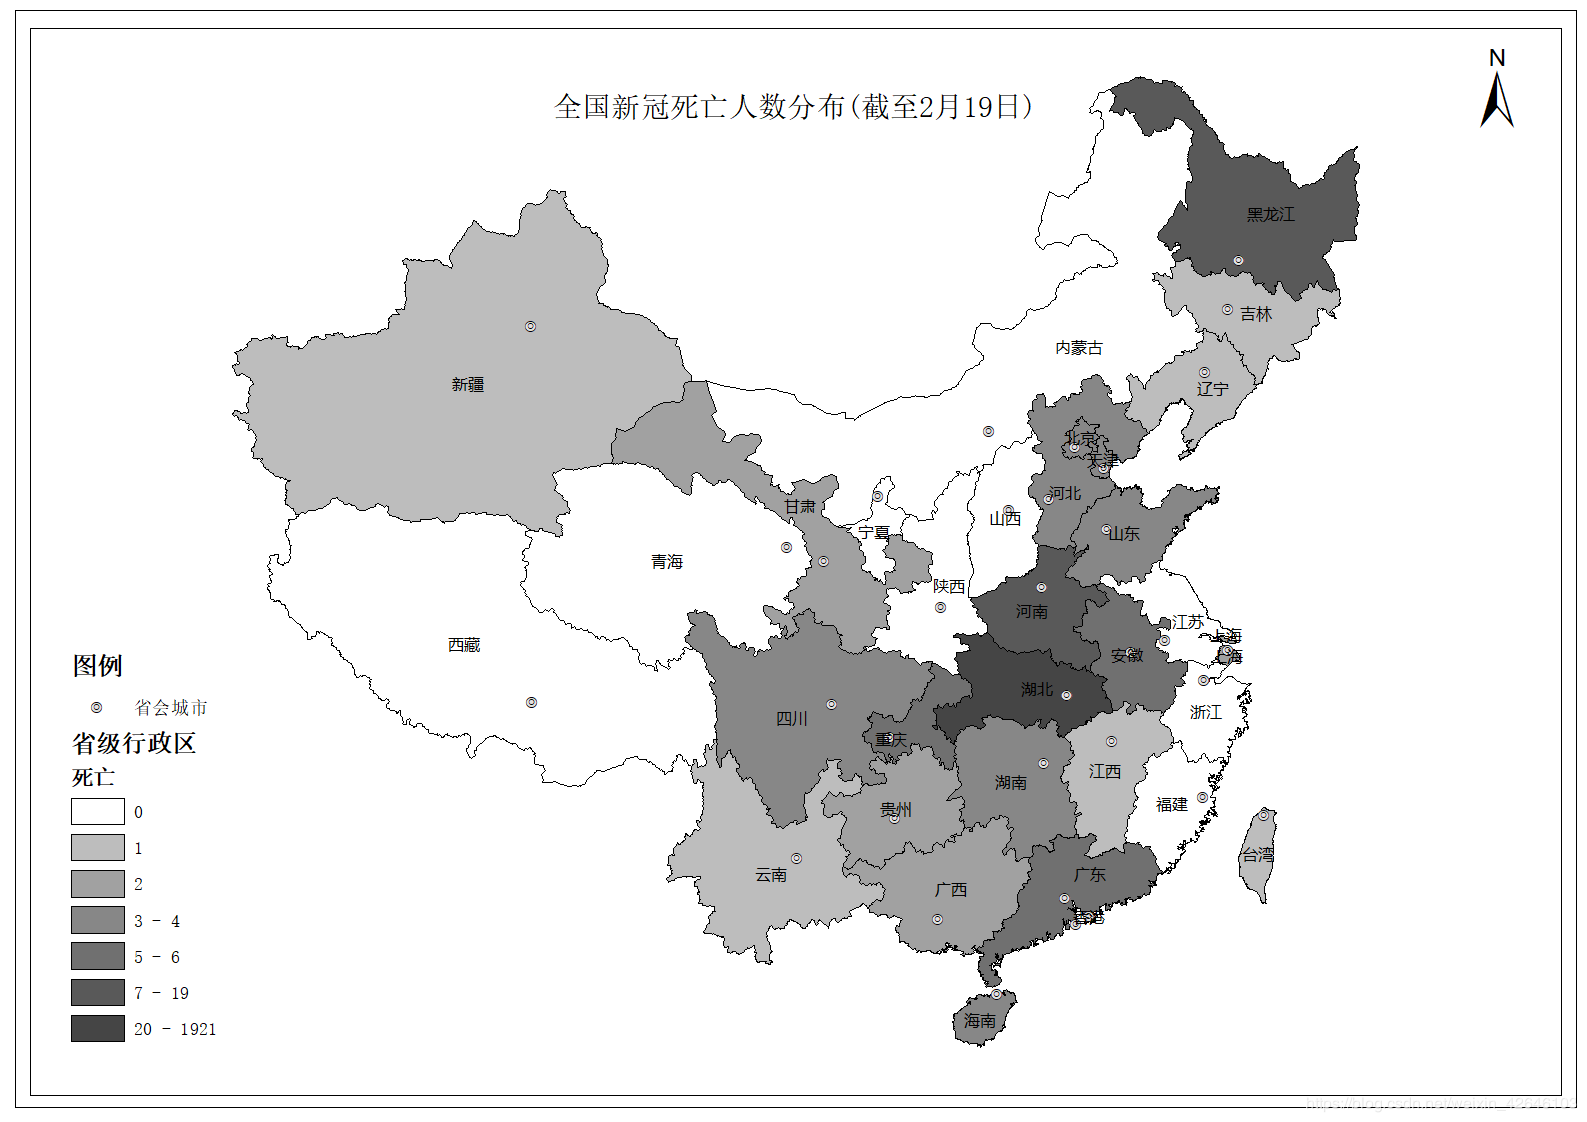 N
全国新冠死亡人数分布(截至2月19日)
黑龙江
吉林
内蒙古
辽宁
新疆
北京
天津
河北
甘肃
山西
宁夏
山东
青海
陕西
河南
江苏
上海
西藏
安徽
上海
湖北
浙江
四川
重庆
江西
湖南
福建
贵州
台湾
云南
广东
广西
香港
海南
图例
省会城市
省级行政区
死亡
0
1
2
3 - 4
5 - 6
7 - 19
20 - 1921
https://blog.csdn.net/weixin_42646103